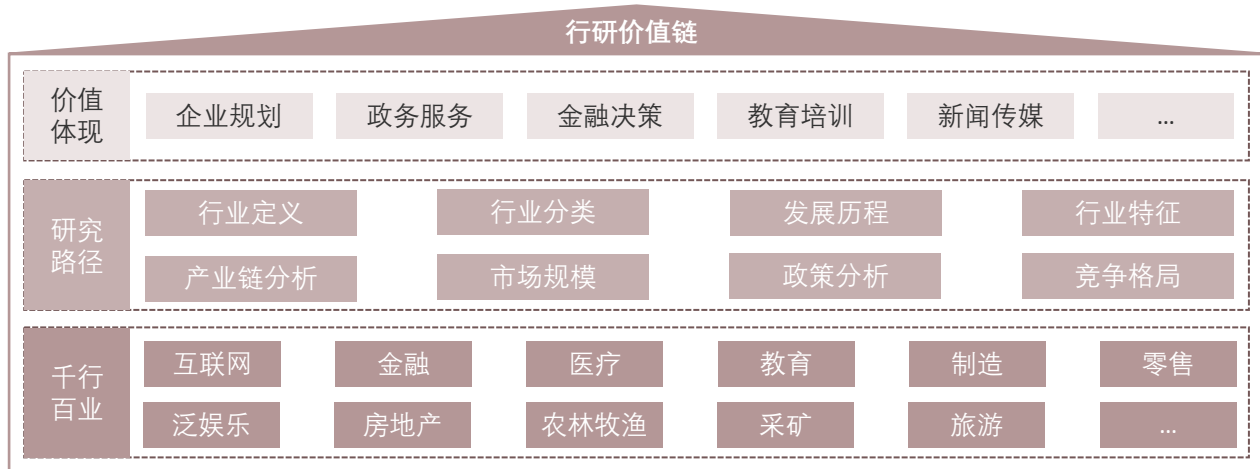 行研价值链
价值
体现
企业规划 政务服务 金融决策 教育培训 新闻传媒 ...
研究
路径
行业定义 行业分类 发展历程 行业特征
产业链分析 市场规模 政策分析 竞争格局
千行
百业
互联网 金融 医疗 教育 制造 零售
泛娱乐 房地产 农林牧渔 采矿 旅游 ...